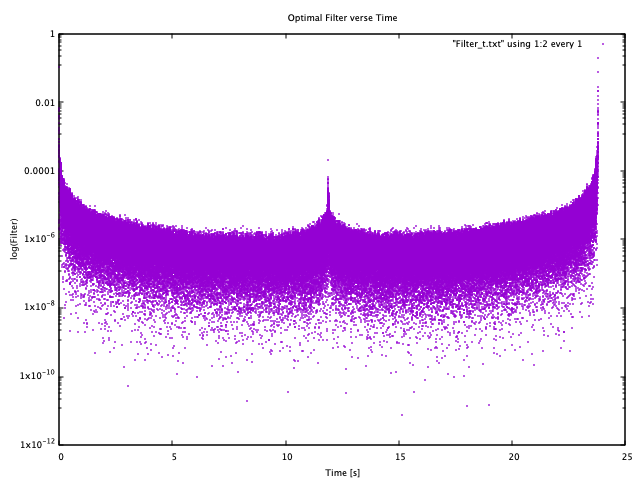 Optimal Filter verse Time
"Filter_t.txt" using 1:2 every 1
1
0.01
0.0001
1x10-6
1x10-8
1x10-10
1x10-12
log(Filter)
0 5 10 15 20 25
Time [s]